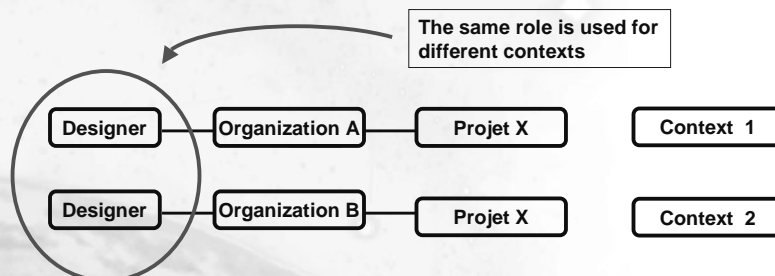 The same role is used for
different contexts
Designer Organization A Projet X Context 1
Designer Organization B Projet X Context 2